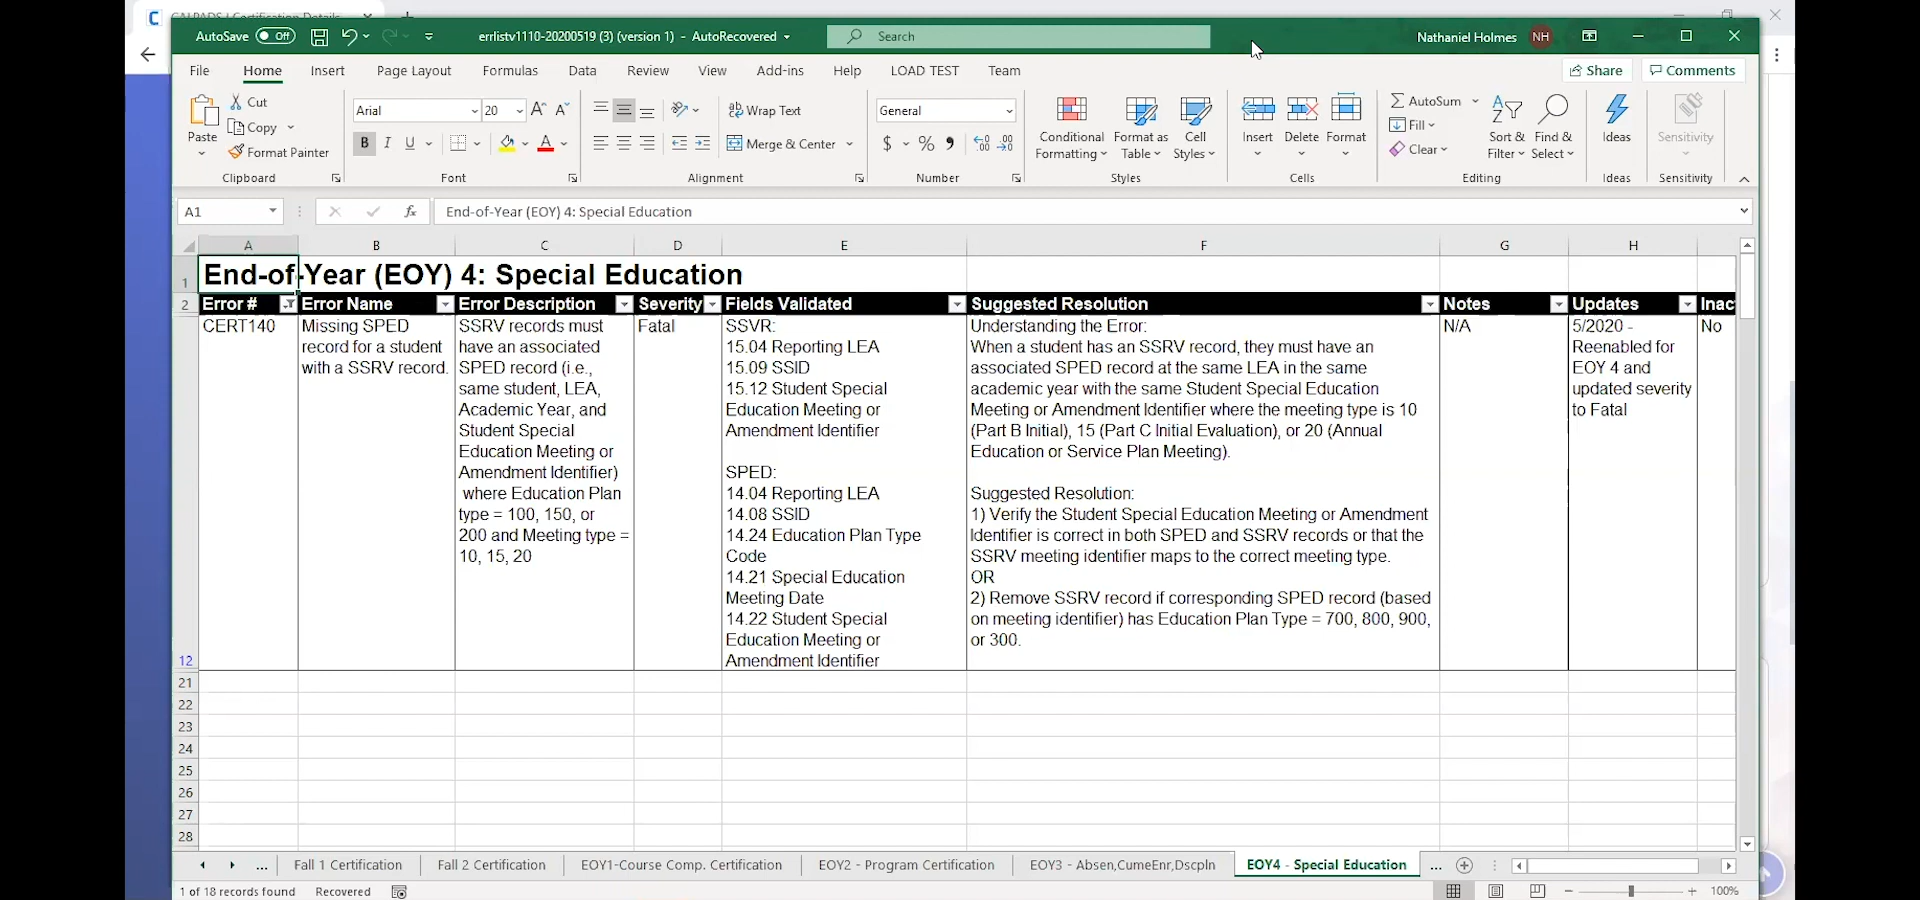 CALPADS | Certification Details
AutoSave Off errlistv1110-20200519 (3) (version 1) - AutoRecovered Search Nathaniel Holmes NH
File Home Insert Page Layout Formulas Data Review View Add-ins Help LOAD TEST Team Share Comments
Paste
Cut
Copy
Format Painter
Clipboard
Arial 20
B I U
Font
Wrap Text
Merge & Center
Alignment
General
$ %
Number
Conditional
Formatting
Format as
Table
Cell
Styles
Styles
Insert
Delete
Format
Cells
AutoSum
Fill
Clear
Sort &
Filter
Find &
Select
Editing
Ideas
Ideas
Sensitivity
Sensitivity
A1 fx End-of-Year (EOY) 4: Special Education
A B C D E F G H
1 End-of-Year (EOY) 4: Special Education
2 Error # Error Name Error Description Severity Fields Validated Suggested Resolution Notes Updates Inac
12
CERT140
Missing SPED
record for a student
with a SSRV record.
SSRV records must
have an associated
SPED record (i.e.,
same student, LEA,
Academic Year, and
Student Special
Education Meeting or
Amendment Identifier)
where Education Plan
type = 100, 150, or
200 and Meeting type =
10, 15, 20
Fatal
SSVR:
15.04 Reporting LEA
15.09 SSID
15.12 Student Special
Education Meeting or
Amendment Identifier
SPED:
14.04 Reporting LEA
14.08 SSID
14.24 Education Plan Type
Code
14.21 Special Education
Meeting Date
14.22 Student Special
Education Meeting or
Amendment Identifier
Understanding the Error:
When a student has an SSRV record, they must have an
associated SPED record at the same LEA in the same
academic year with the same Student Special Education
Meeting or Amendment Identifier where the meeting type is 10
(Part B Initial), 15 (Part C Initial Evaluation), or 20 (Annual
Education or Service Plan Meeting).
Suggested Resolution:
1) Verify the Student Special Education Meeting or Amendment
Identifier is correct in both SPED and SSRV records or that the
SSRV meeting identifier maps to the correct meeting type.
OR
2) Remove SSRV record if corresponding SPED record (based
on meeting identifier) has Education Plan Type = 700, 800, 900,
or 300.
N/A
5/2020 -
Reenabled for
EOY 4 and
updated severity
to Fatal
No
21
22
23
24
25
26
27
28
... Fall 1 Certification Fall 2 Certification EOY1-Course Comp. Certification EOY2 - Program Certification EOY3 - Absen,CumeEnr,Dscpln EOY4 - Special Education ...
1 of 18 records found Recovered 100%